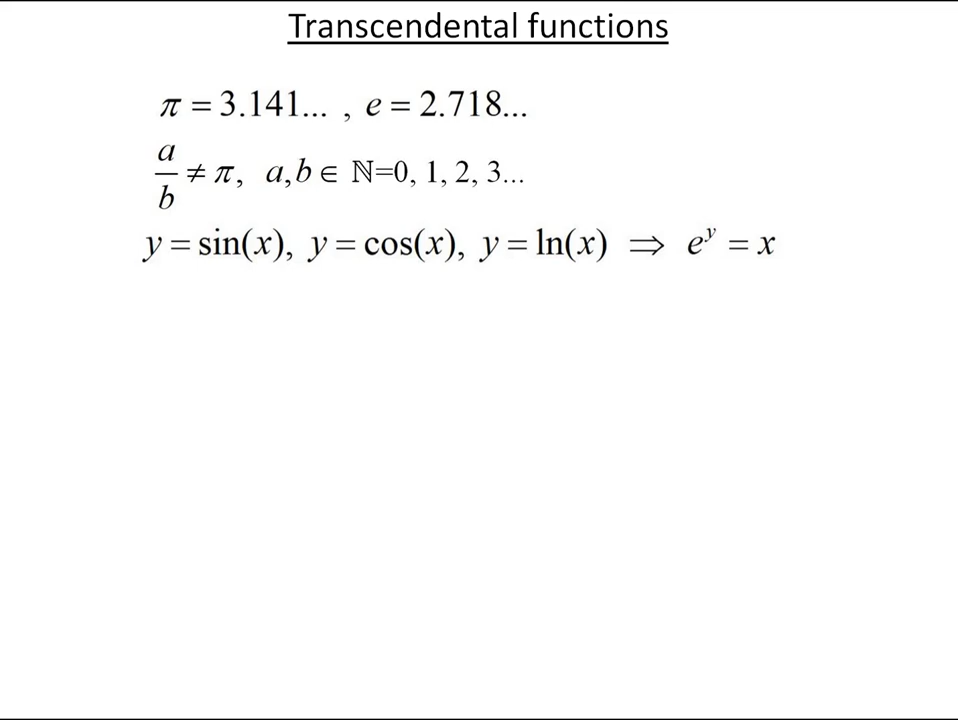 Transcendental functions
π = 3.141... , e = 2.718...
a/b ≠ π, a,b ∈ ℕ=0, 1, 2, 3...
y = sin(x), y = cos(x), y = ln(x) ⇒ e^y = x